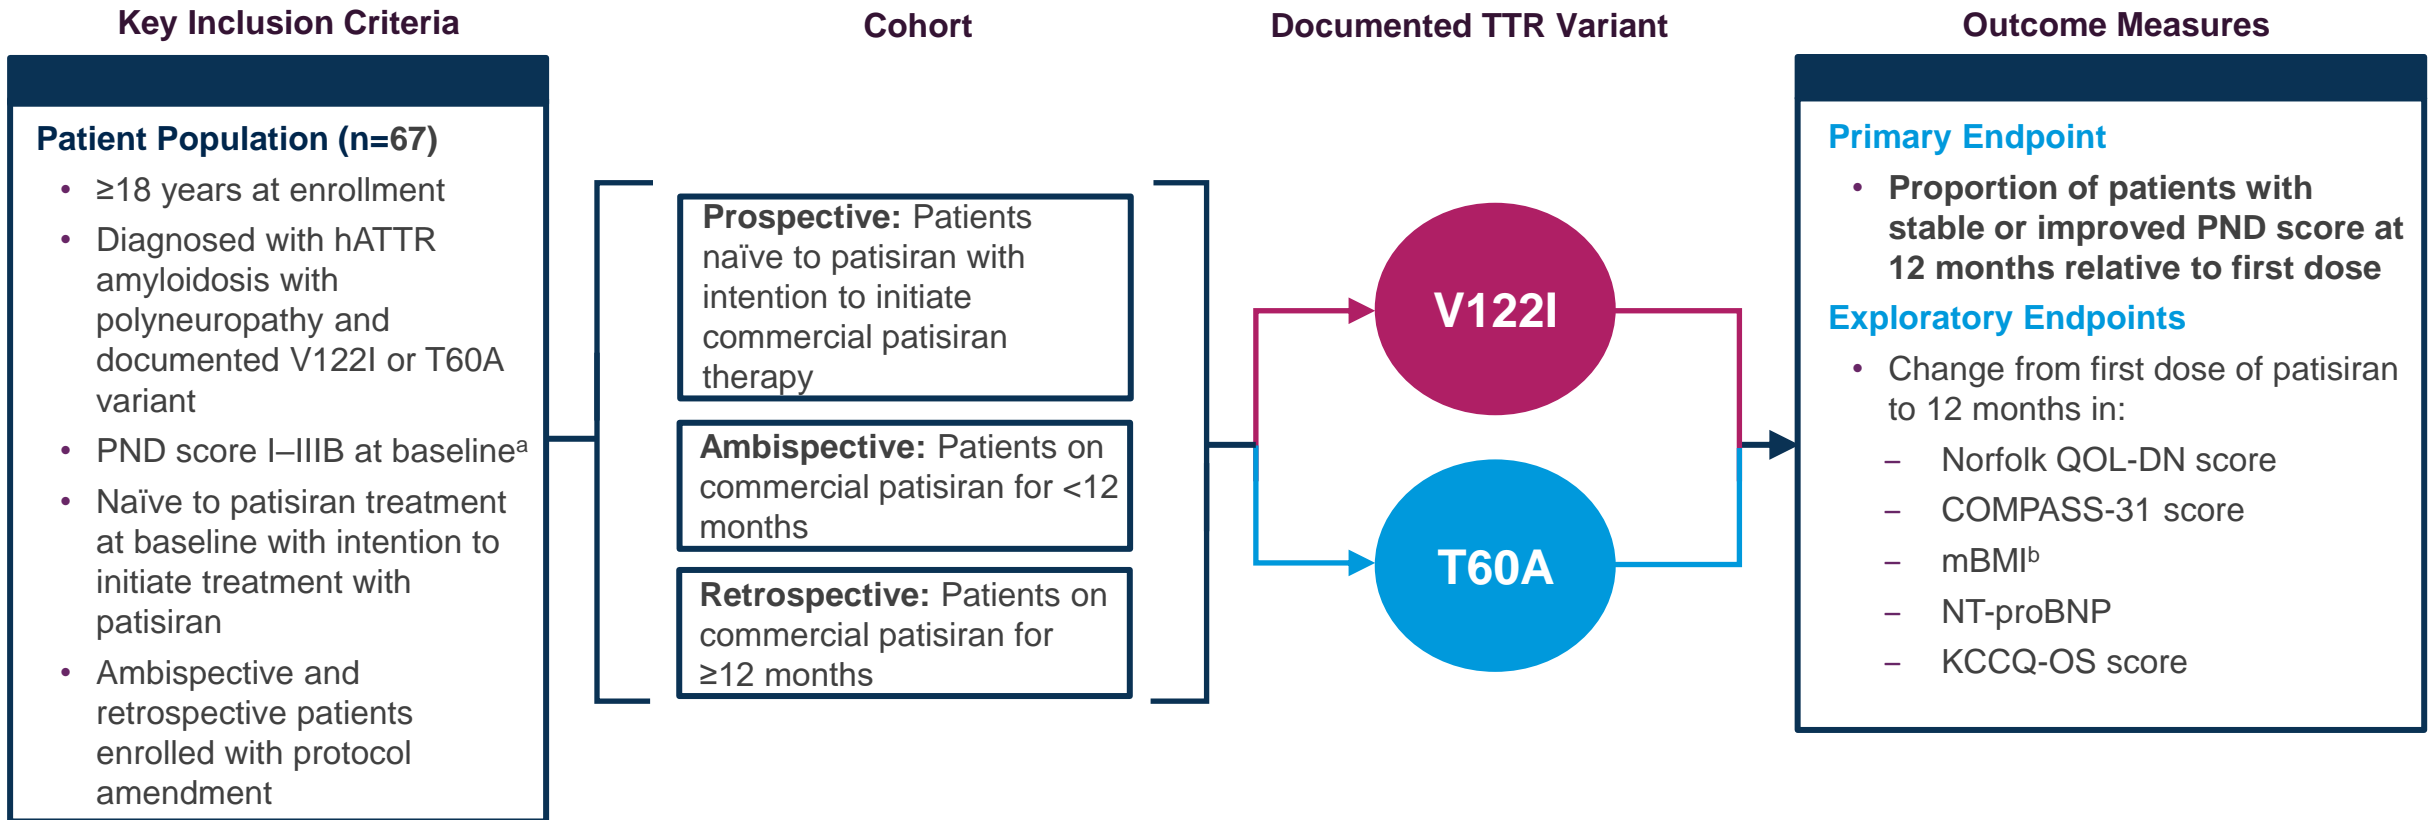 Key Inclusion Criteria
Patient Population (n=67)
• ≥18 years at enrollment
• Diagnosed with hATTR
amyloidosis with
polyneuropathy and
documented V122I or T60A
variant
• PND score I–IIIB at baselineᵃ
• Naïve to patisiran treatment
at baseline with intention to
initiate treatment with
patisiran
• Ambispective and
retrospective patients
enrolled with protocol
amendment
Cohort
Prospective: Patients
naïve to patisiran with
intention to initiate
commercial patisiran
therapy
Ambispective: Patients on
commercial patisiran for <12
months
Retrospective: Patients on
commercial patisiran for
≥12 months
Documented TTR Variant
V122I
T60A
Outcome Measures
Primary Endpoint
• Proportion of patients with
stable or improved PND score at
12 months relative to first dose
Exploratory Endpoints
• Change from first dose of patisiran
to 12 months in:
– Norfolk QOL-DN score
– COMPASS-31 score
– mBMIᵇ
– NT-proBNP
– KCCQ-OS score